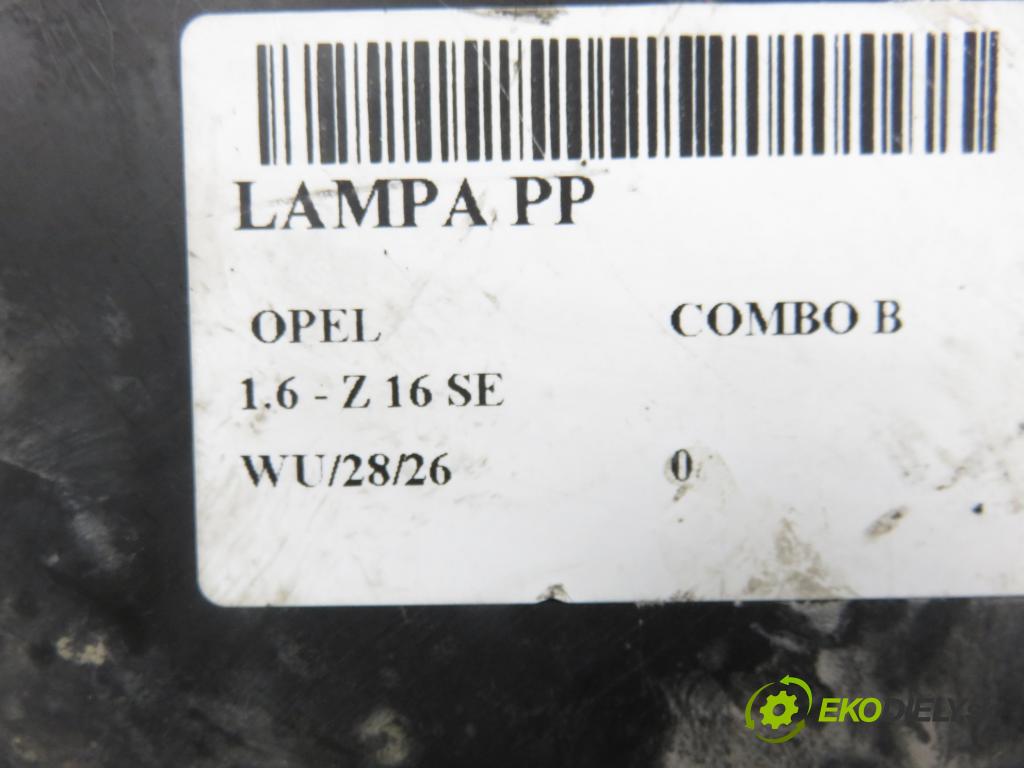 LAMPA PP
OPEL COMBO B
1.6 - Z 16 SE
WU/28/26 0
EKODIELY